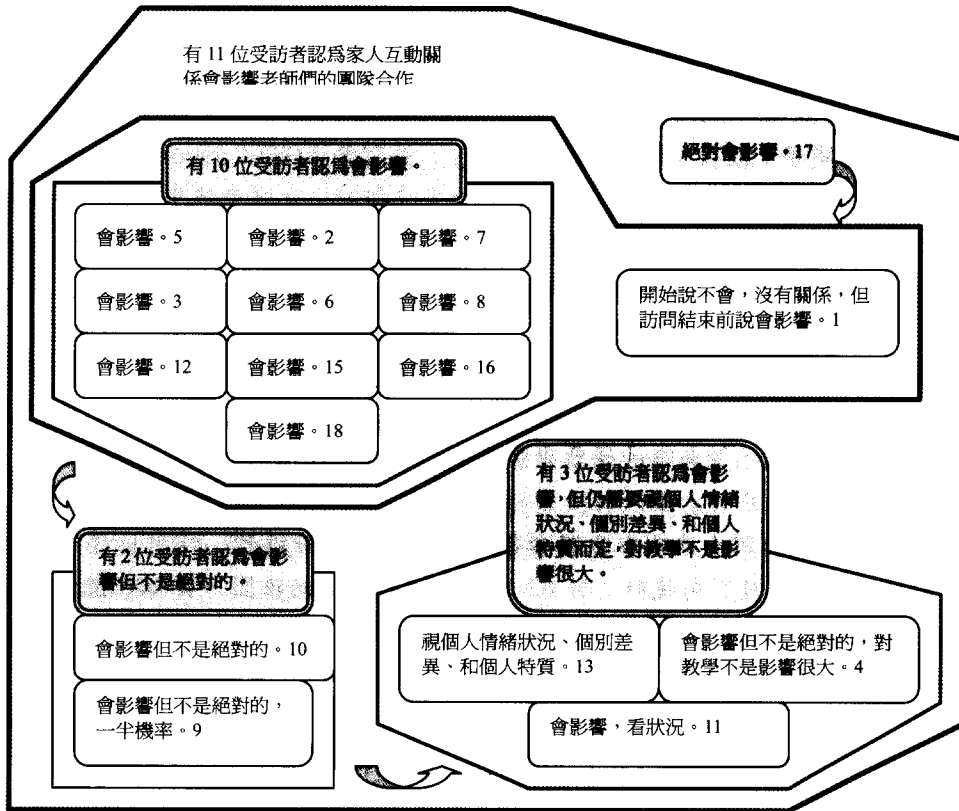 有 11 位受訪者認爲家人互動關
係會影響老師們的團隊合作
有 10 位受訪者認爲會影響。
絕對會影響。17
會影響。5
會影響。2
會影響。7
會影響。3
會影響。6
會影響。8
會影響。12
會影響。15
會影響。16
會影響。18
開始說不會，沒有關係，但
訪問結束前說會影響。1
有 2 位受訪者認爲會影
響但不是絕對的。
會影響但不是絕對的。10
會影響但不是絕對的，
一半機率。9
有 3 位受訪者認爲會影
響，但仍需要視個人情緒
狀況、個別差異、和個人
特質而定，對教學不是影
響很大。
視個人情緒狀況、個別差
異、和個人特質。13
會影響但不是絕對的，對
教學不是影響很大。4
會影響，看狀況。11